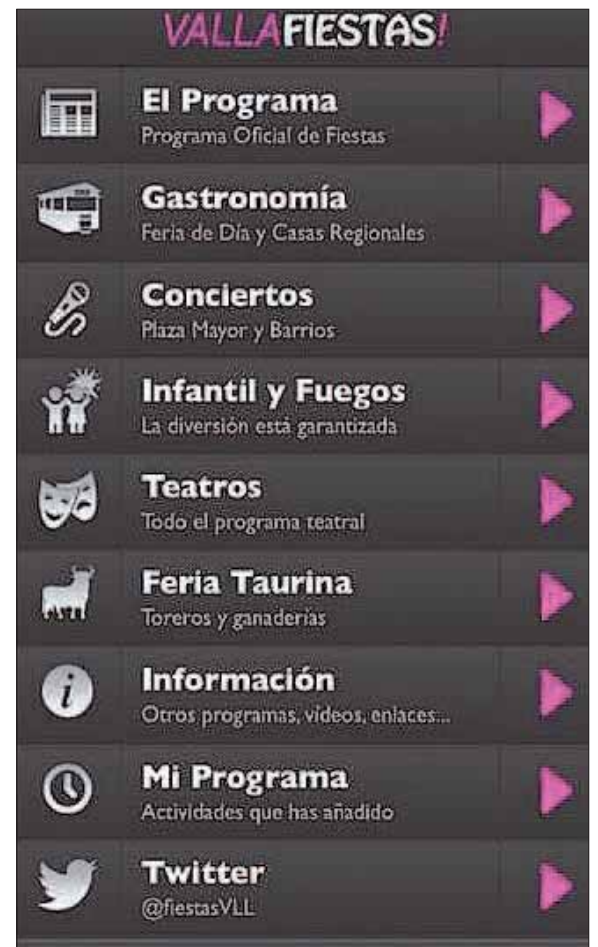 VALLAFIESTAS!
El Programa
Programa Oficial de Fiestas
Gastronomía
Feria de Día y Casas Regionales
Conciertos
Plaza Mayor y Barrios
Infantil y Fuegos
La diversión está garantizada
Teatros
Todo el programa teatral
Feria Taurina
Toreros y ganaderías
Información
Otros programas, vídeos, enlaces...
Mi Programa
Actividades que has añadido
Twitter
@fiestasVLL